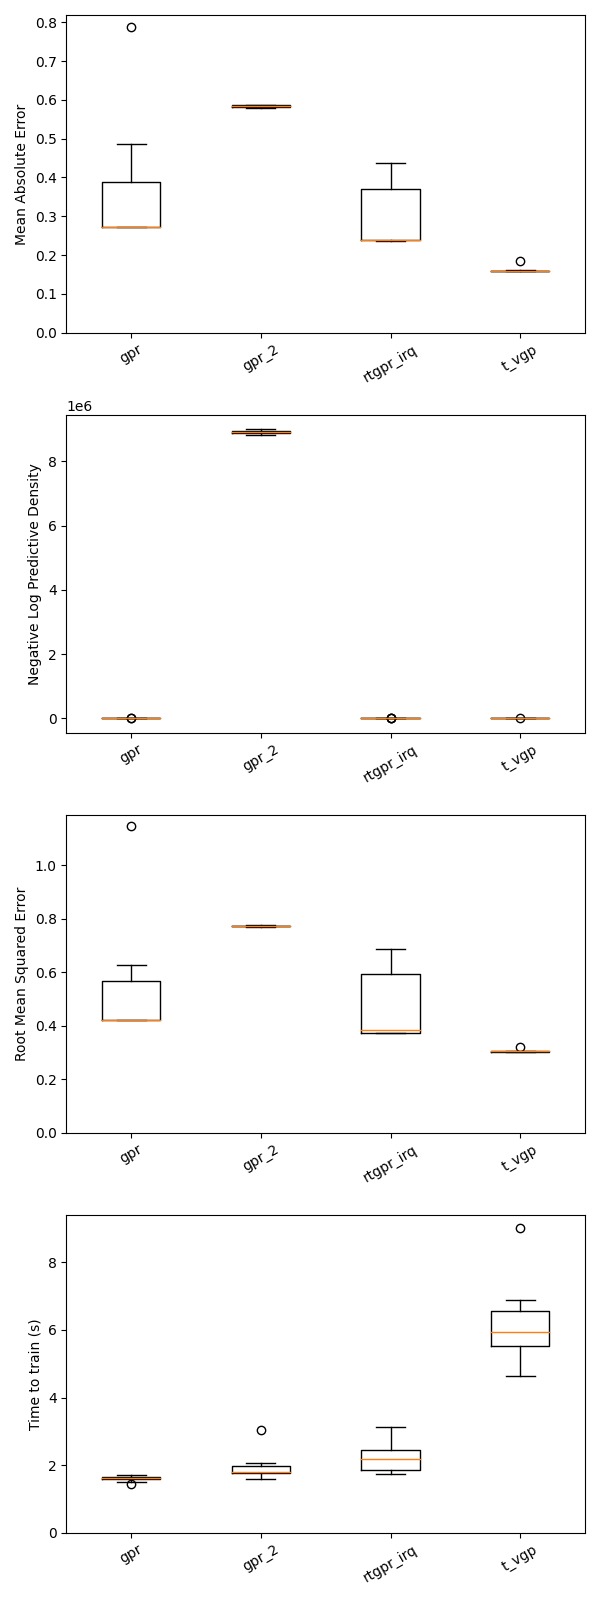 0.8
0.7
0.6
0.5
0.4
0.3
0.2
0.1
0.0
Mean Absolute Error
gpr
gpr_2
rtgpr_irq
t_vgp
1e6
8
6
4
2
0
Negative Log Predictive Density
gpr
gpr_2
rtgpr_irq
t_vgp
1.0
0.8
0.6
0.4
0.2
0.0
Root Mean Squared Error
gpr
gpr_2
rtgpr_irq
t_vgp
8
6
4
2
0
Time to train (s)
gpr
gpr_2
rtgpr_irq
t_vgp